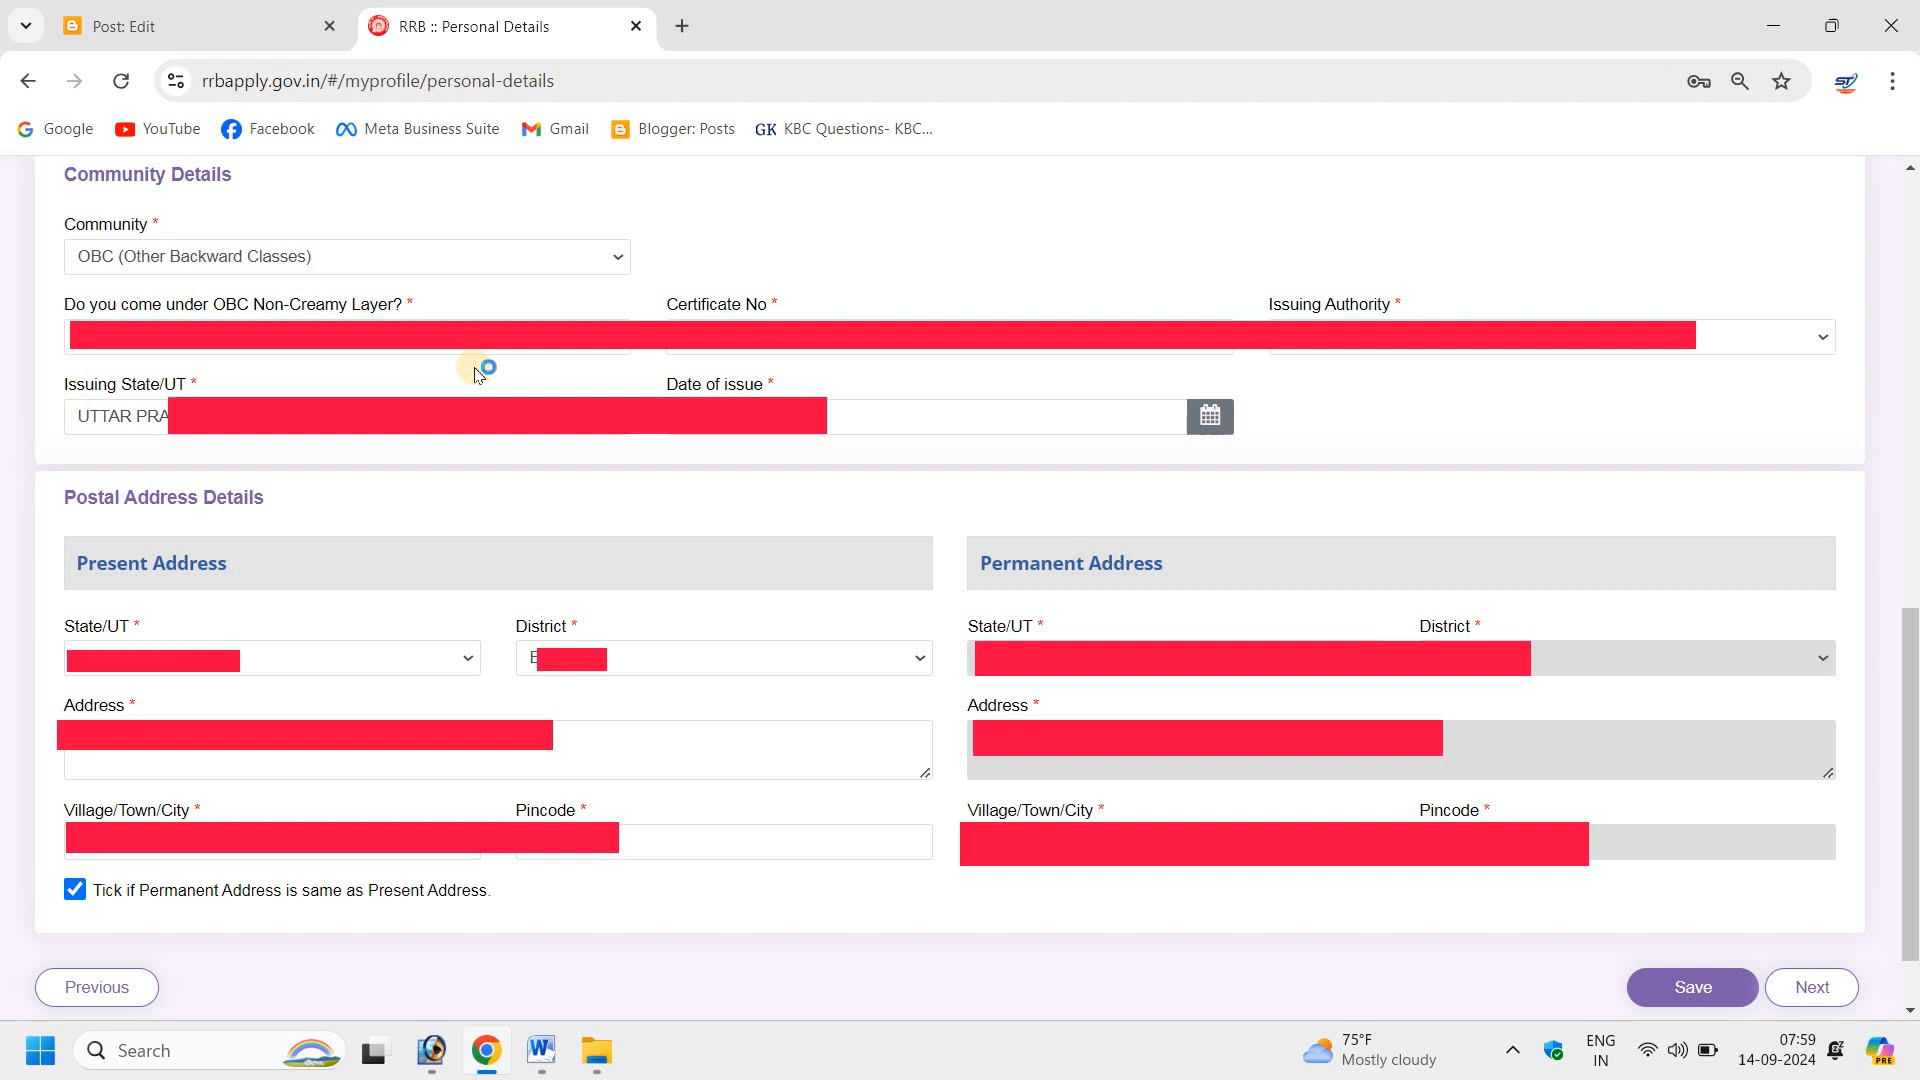 Post: Edit
RRB :: Personal Details
rrbapply.gov.in/#/myprofile/personal-details
Google YouTube Facebook Meta Business Suite Gmail Blogger: Posts GK KBC Questions- KBC...
Community Details
Community *
OBC (Other Backward Classes)
Do you come under OBC Non-Creamy Layer? * Certificate No * Issuing Authority *
Issuing State/UT * Date of issue *
UTTAR PRA
Postal Address Details
Present Address Permanent Address
State/UT * District * State/UT * District *
Address * Address *
Village/Town/City * Pincode * Village/Town/City * Pincode *
Tick if Permanent Address is same as Present Address.
Previous Save Next
Search
75°F
Mostly cloudy
ENG
IN
07:59
14-09-2024
PRE